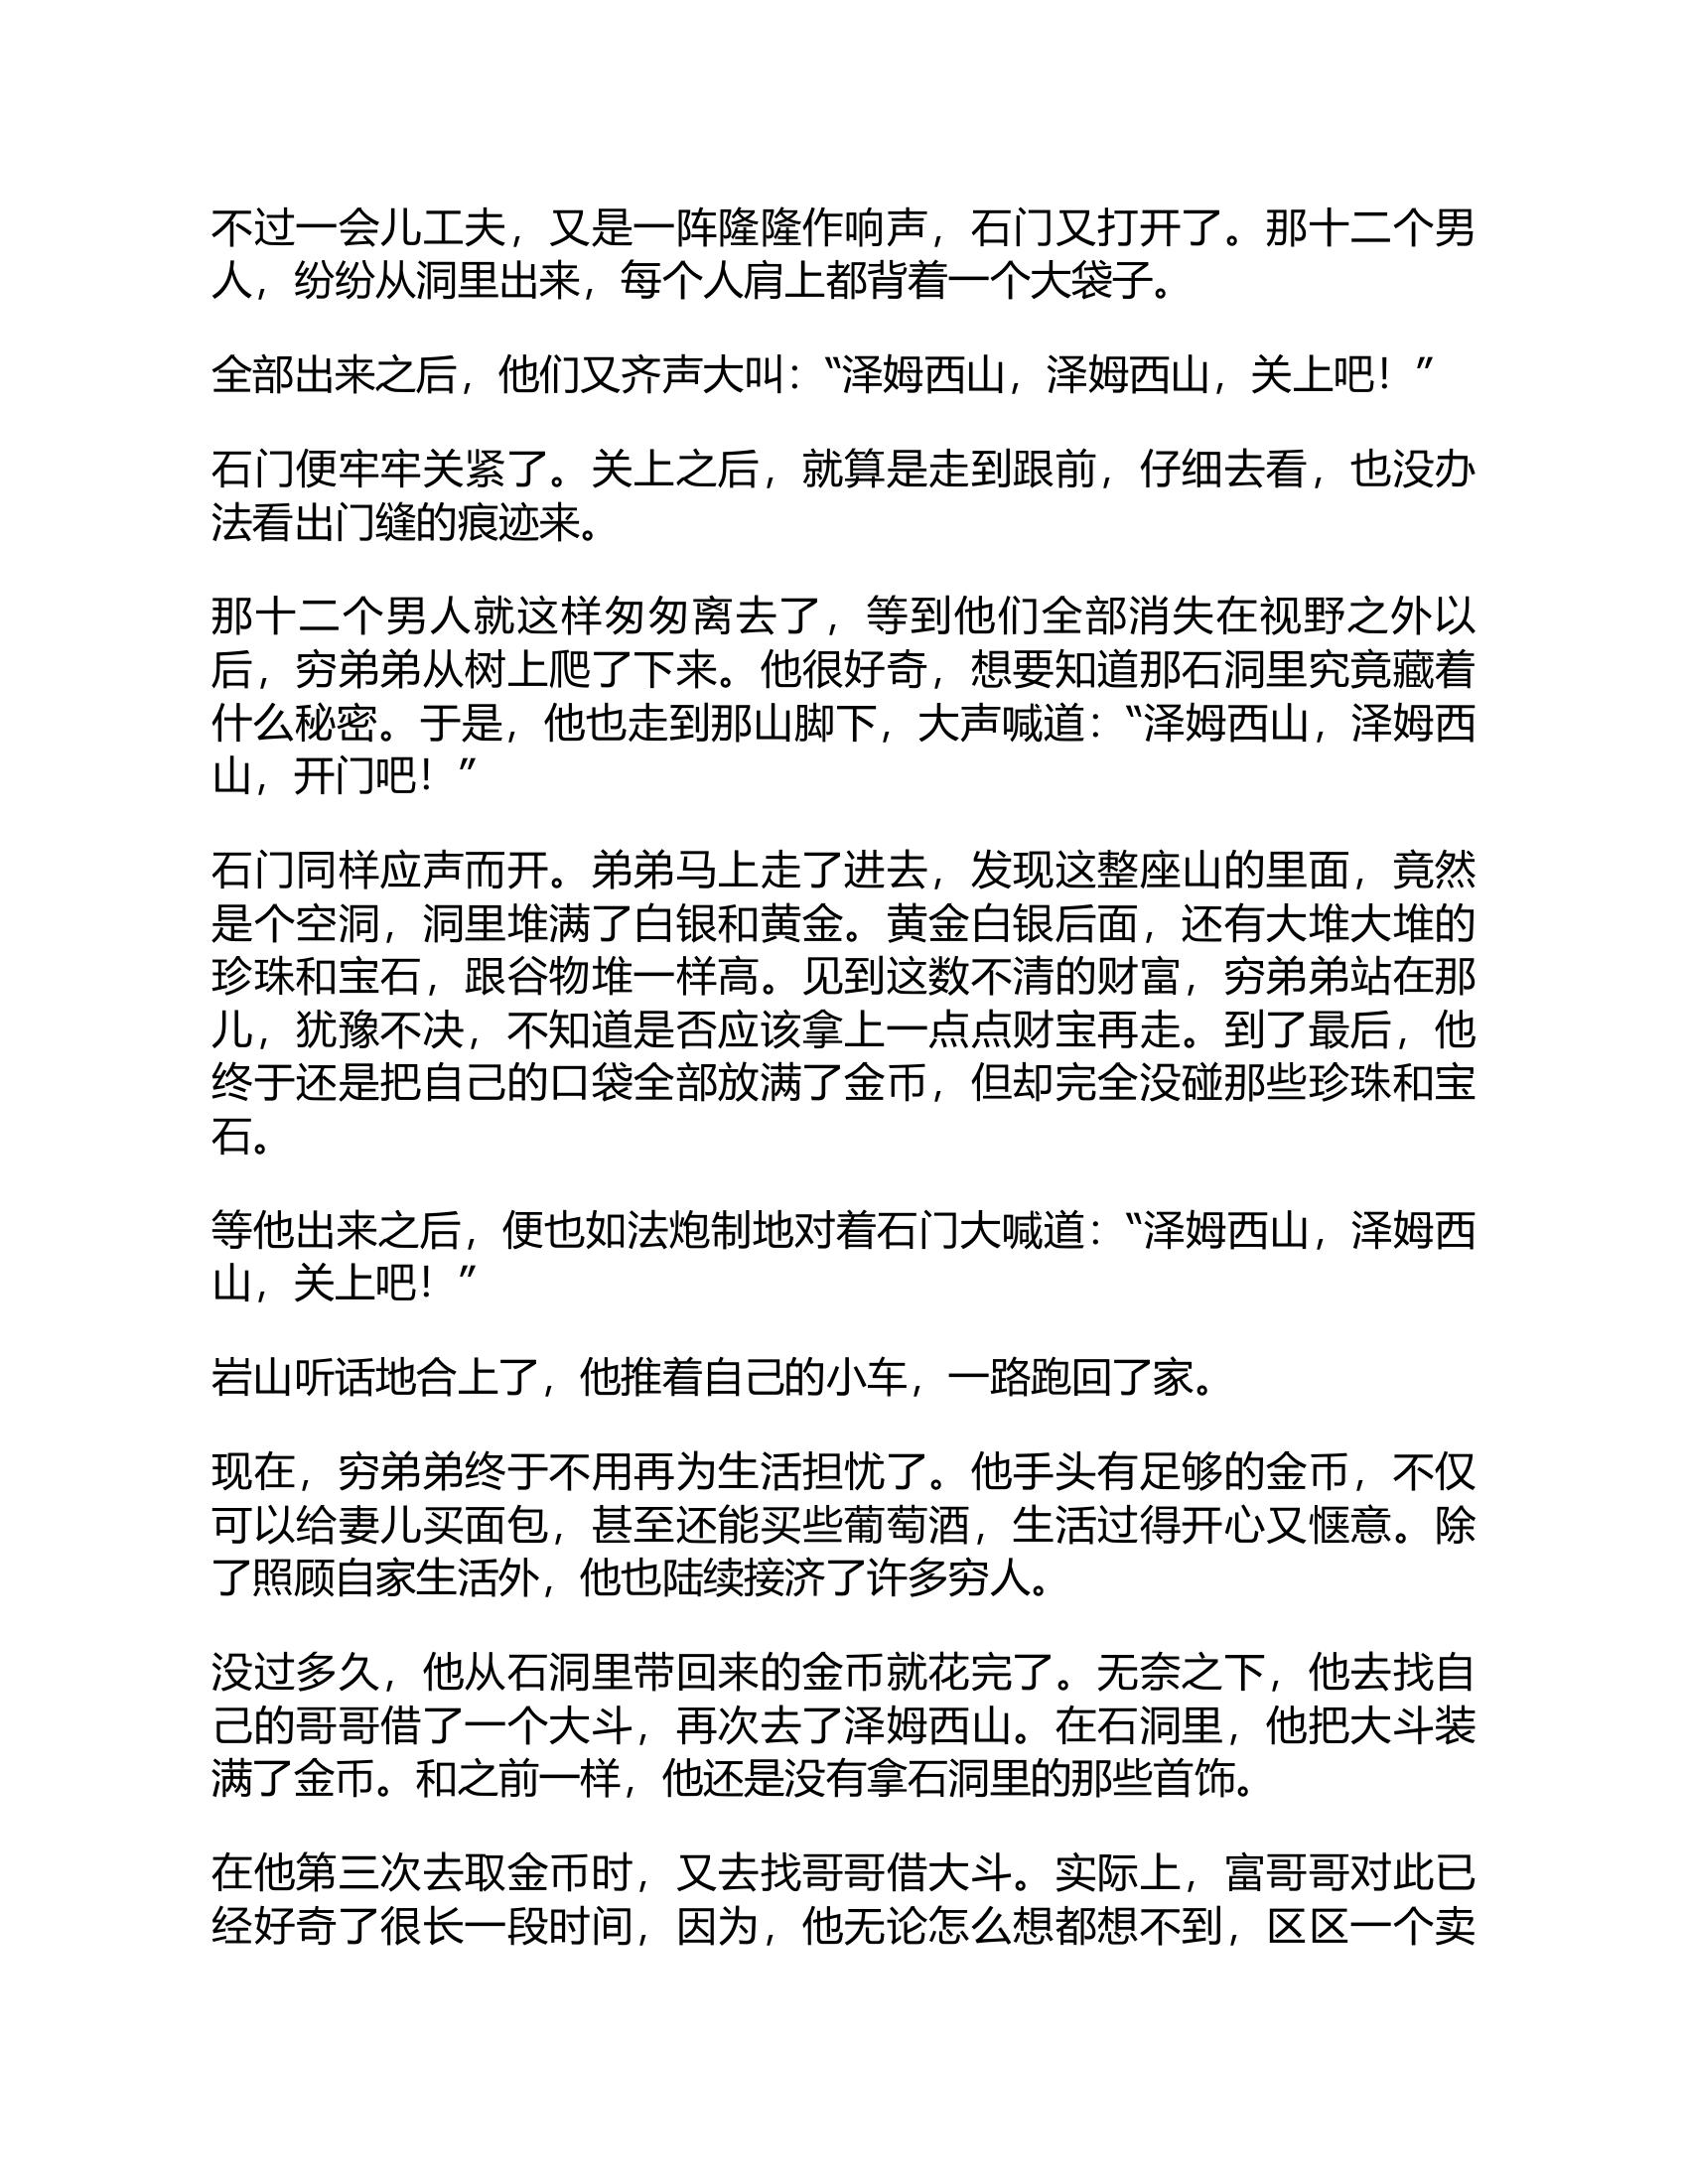 不过一会儿工夫，又是一阵隆隆作响声，石门又打开了。那十二个男
人，纷纷从洞里出来，每个人肩上都背着一个大袋子。
全部出来之后，他们又齐声大叫：“泽姆西山，泽姆西山，关上吧！”
石门便牢牢关紧了。关上之后，就算是走到跟前，仔细去看，也没办
法看出门缝的痕迹来。
那十二个男人就这样匆匆离去了，等到他们全部消失在视野之外以
后，穷弟弟从树上爬了下来。他很好奇，想要知道那石洞里究竟藏着
什么秘密。于是，他也走到那山脚下，大声喊道：“泽姆西山，泽姆西
山，开门吧！”
石门同样应声而开。弟弟马上走了进去，发现这整座山的里面，竟然
是个空洞，洞里堆满了白银和黄金。黄金白银后面，还有大堆大堆的
珍珠和宝石，跟谷物堆一样高。见到这数不清的财富，穷弟弟站在那
儿，犹豫不决，不知道是否应该拿上一点点财宝再走。到了最后，他
终于还是把自己的口袋全部放满了金币，但却完全没碰那些珍珠和宝
石。
等他出来之后，便也如法炮制地对着石门大喊道：“泽姆西山，泽姆西
山，关上吧！”
岩山听话地合上了，他推着自己的小车，一路跑回了家。
现在，穷弟弟终于不用再为生活担忧了。他手头有足够的金币，不仅
可以给妻儿买面包，甚至还能买些葡萄酒，生活过得开心又惬意。除
了照顾自家生活外，他也陆续接济了许多穷人。
没过多久，他从石洞里带回来的金币就花完了。无奈之下，他去找自
己的哥哥借了一个大斗，再次去了泽姆西山。在石洞里，他把大斗装
满了金币。和之前一样，他还是没有拿石洞里的那些首饰。
在他第三次去取金币时，又去找哥哥借大斗。实际上，富哥哥对此已
经好奇了很长一段时间，因为，他无论怎么想都想不到，区区一个卖